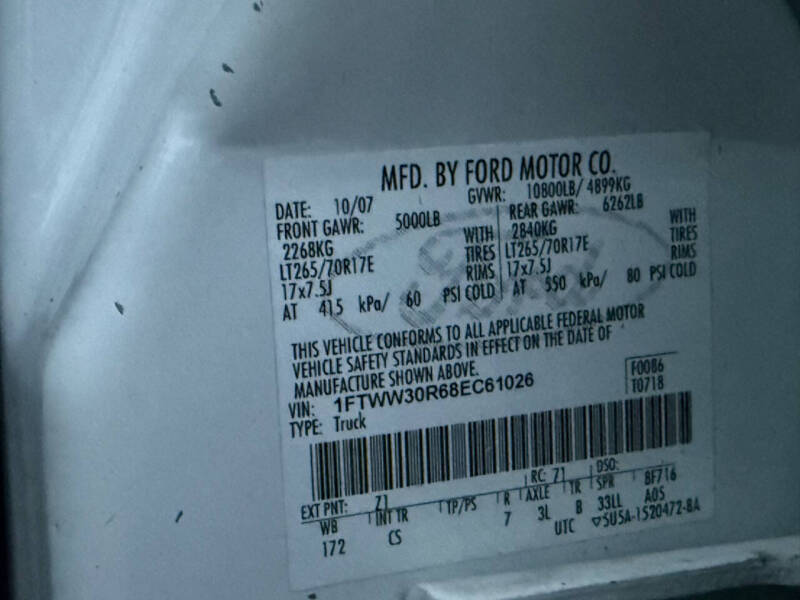 MFD. BY FORD MOTOR CO.
DATE: 10/07 GVWR: 10800LB/ 4899KG
FRONT GAWR: 5000LB REAR GAWR: 6262LB
2268KG WITH 2840KG WITH
LT265/70R17E TIRES LT265/70R17E TIRES
17x7.5J RIMS 17x7.5J RIMS
AT 415 kPa/ 60 PSI COLD AT 550 kPa/ 80 PSI COLD
THIS VEHICLE CONFORMS TO ALL APPLICABLE FEDERAL MOTOR
VEHICLE SAFETY STANDARDS IN EFFECT ON THE DATE OF
MANUFACTURE SHOWN ABOVE.
VIN: 1FTWW30R68EC61026 F0086
TYPE: Truck T0718
EXT PNT: Z1 RC: 71 DSO:
WB INT TR TP/PS R AXLE TR SPR BF716
172 CS 7 3L B 33LL A05
UTC ▽5U5A-1520472-BA